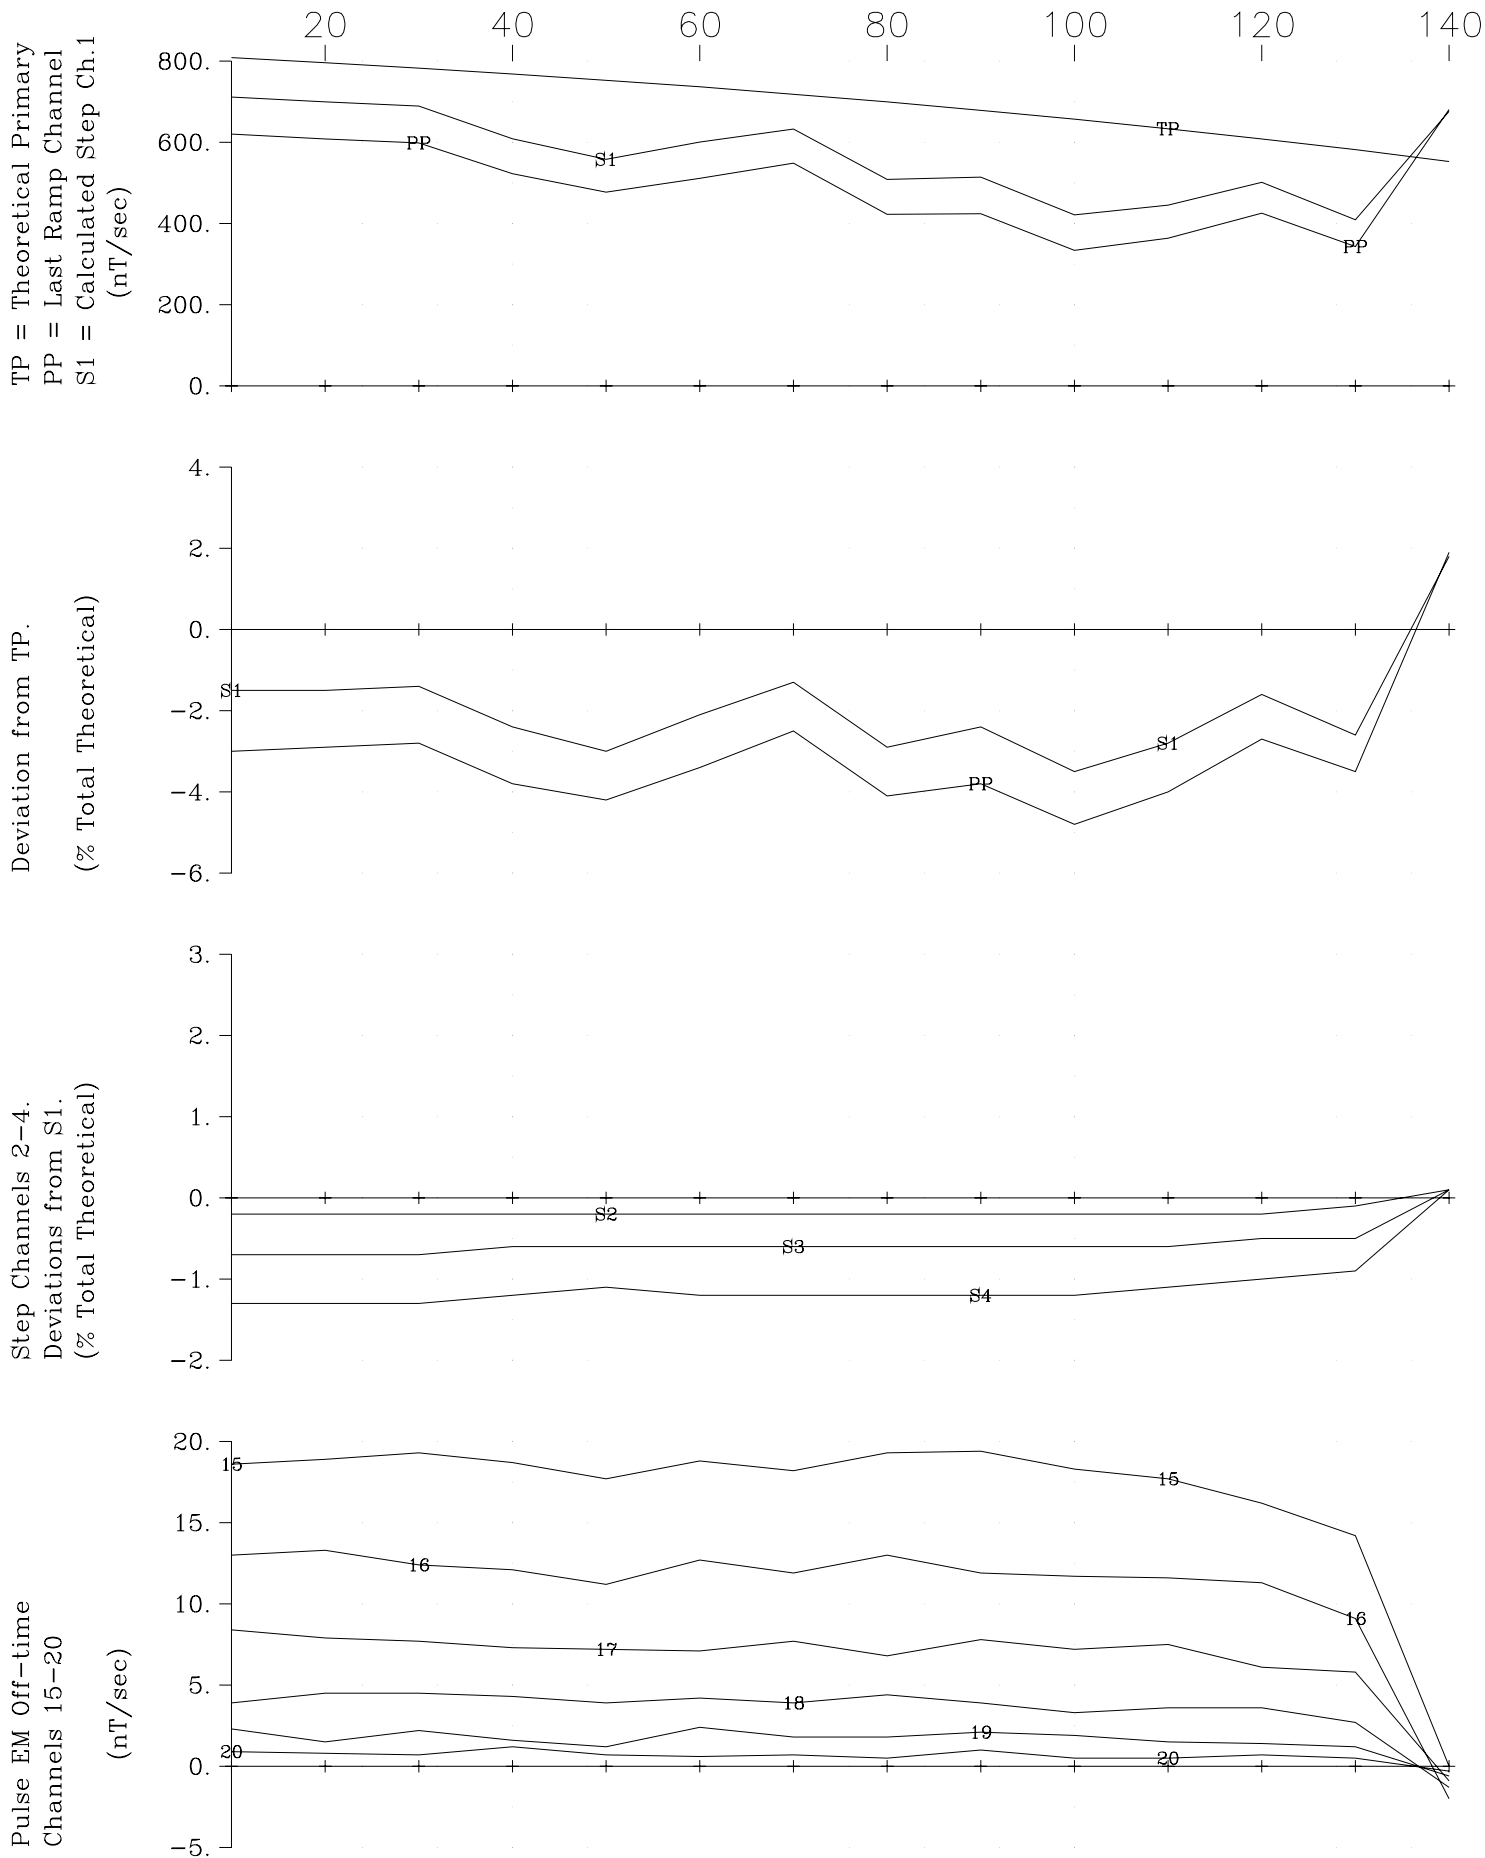 20 40 60 80 100 120 140
TP = Theoretical Primary
PP = Last Ramp Channel
S1 = Calculated Step Ch.1
(nT/sec)
800.
600.
400.
200.
0.
TP
PP
S1
PP
Deviation from TP.
(% Total Theoretical)
4.
2.
0.
-2.
-4.
-6.
S1
S1
PP
Step Channels 2-4.
Deviations from S1.
(% Total Theoretical)
3.
2.
1.
0.
-1.
-2.
S2
S3
S4
Pulse EM Off-time
Channels 15-20
(nT/sec)
20.
15.
10.
5.
0.
-5.
15
15
16
16
17
18
19
20
20